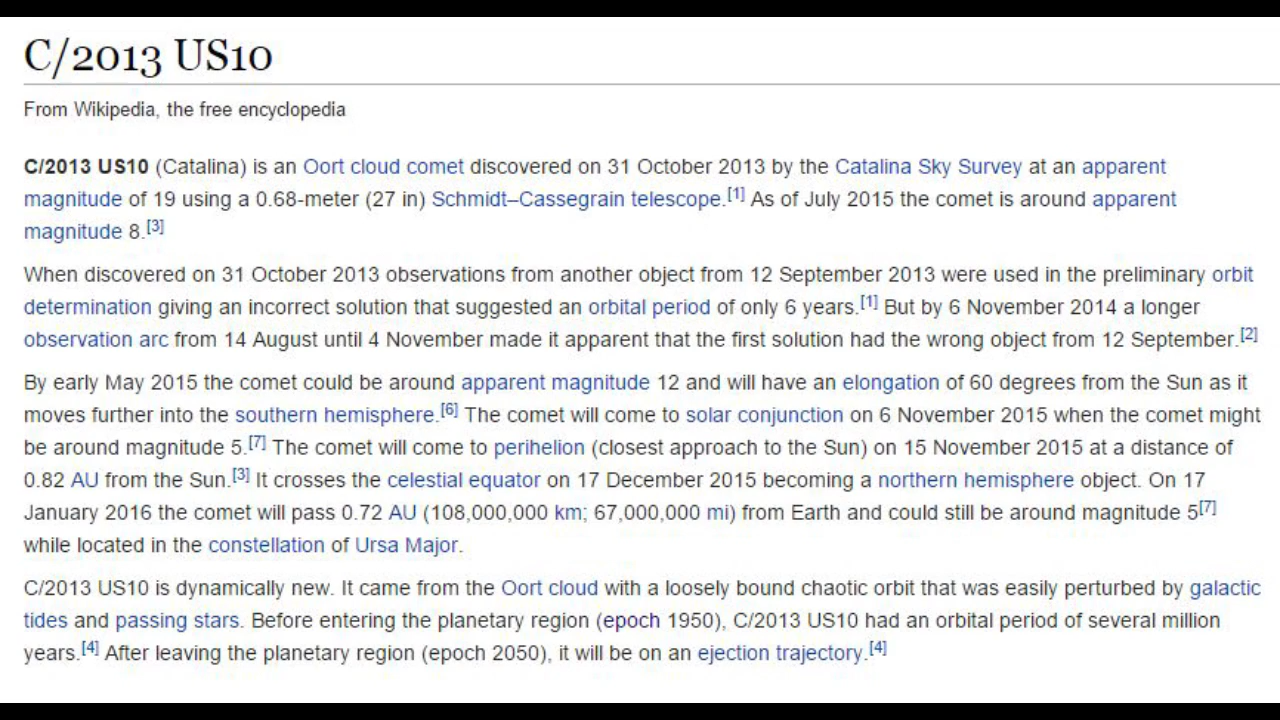 C/2013 US10
From Wikipedia, the free encyclopedia
C/2013 US10 (Catalina) is an Oort cloud comet discovered on 31 October 2013 by the Catalina Sky Survey at an apparent
magnitude of 19 using a 0.68-meter (27 in) Schmidt–Cassegrain telescope.[1] As of July 2015 the comet is around apparent
magnitude 8.[3]
When discovered on 31 October 2013 observations from another object from 12 September 2013 were used in the preliminary orbit
determination giving an incorrect solution that suggested an orbital period of only 6 years.[1] But by 6 November 2014 a longer
observation arc from 14 August until 4 November made it apparent that the first solution had the wrong object from 12 September.[2]
By early May 2015 the comet could be around apparent magnitude 12 and will have an elongation of 60 degrees from the Sun as it
moves further into the southern hemisphere.[6] The comet will come to solar conjunction on 6 November 2015 when the comet might
be around magnitude 5.[7] The comet will come to perihelion (closest approach to the Sun) on 15 November 2015 at a distance of
0.82 AU from the Sun.[3] It crosses the celestial equator on 17 December 2015 becoming a northern hemisphere object. On 17
January 2016 the comet will pass 0.72 AU (108,000,000 km; 67,000,000 mi) from Earth and could still be around magnitude 5[7]
while located in the constellation of Ursa Major.
C/2013 US10 is dynamically new. It came from the Oort cloud with a loosely bound chaotic orbit that was easily perturbed by galactic
tides and passing stars. Before entering the planetary region (epoch 1950), C/2013 US10 had an orbital period of several million
years.[4] After leaving the planetary region (epoch 2050), it will be on an ejection trajectory.[4]